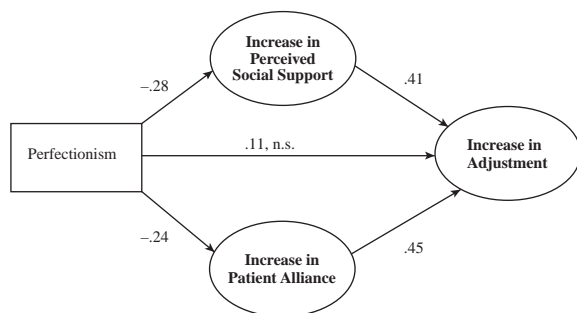 Increase in
Perceived
Social Support
–.28
.41
Perfectionism
.11, n.s.
Increase in
Adjustment
–.24
.45
Increase in
Patient Alliance